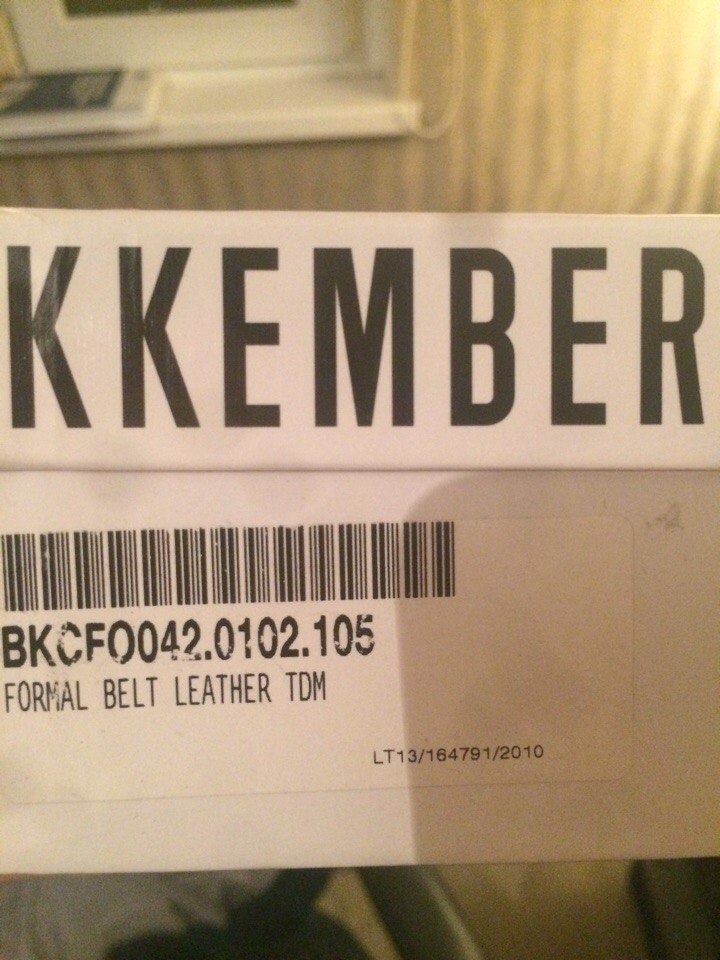 KKEMBER
BKCFO042.0102.105
FORMAL BELT LEATHER TDM
LT13/164791/2010